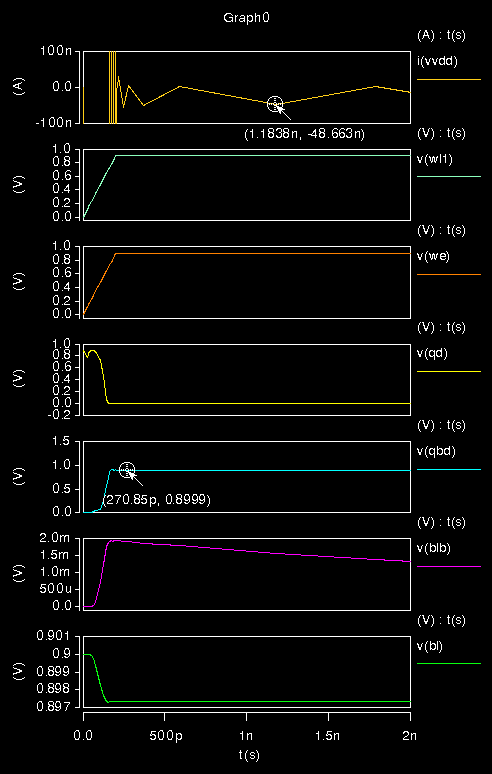 Graph0
(A) : t(s)
i(vvdd)
100n
0.0
-100n
(A)
(1.1838n, -48.663n)
(V) : t(s)
v(wl1)
1.0
0.8
0.6
0.4
0.2
0.0
(V)
(V) : t(s)
v(we)
1.0
0.8
0.6
0.4
0.2
0.0
(V)
(V) : t(s)
v(qd)
1.0
0.8
0.6
0.4
0.2
0.0
-0.2
(V)
(V) : t(s)
v(qbd)
1.5
1.0
0.5
0.0
(V)
(270.85p, 0.8999)
(V) : t(s)
v(blb)
2.0m
1.5m
1.0m
500u
0.0
(V)
(V) : t(s)
v(bl)
0.901
0.9
0.899
0.898
0.897
(V)
0.0 500p 1n 1.5n 2n
t(s)